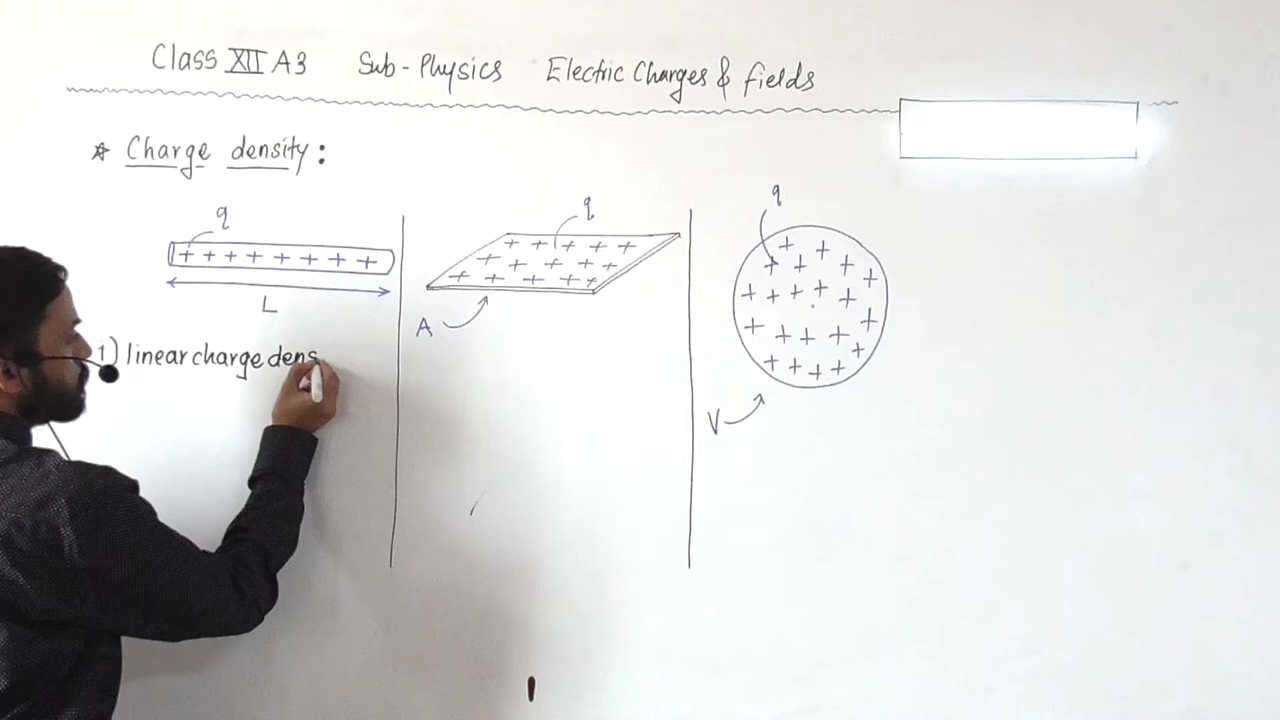 Class XII A3 Sub-Physics Electric Charges & fields
* Charge density:
q q q
+ + + + + + + +
L
A
V
1) linear charge dens